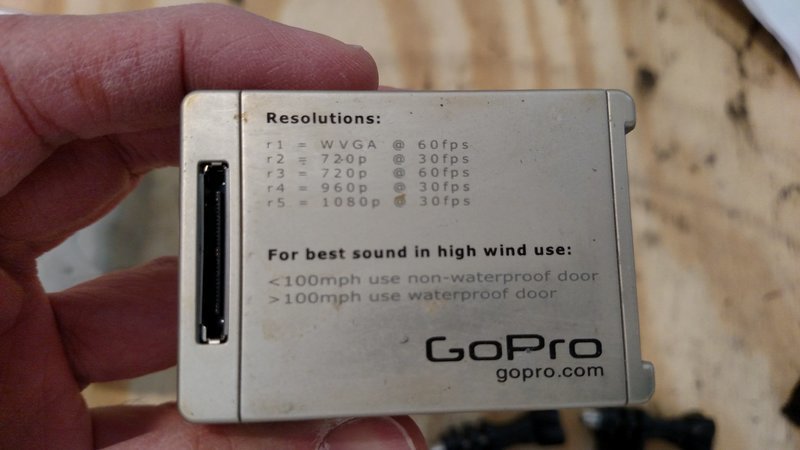 Resolutions:
r1 = WVGA @ 60fps
r2 = 720p @ 30fps
r3 = 720p @ 60fps
r4 = 960p @ 30fps
r5 = 1080p @ 30fps
For best sound in high wind use:
<100mph use non-waterproof door
>100mph use waterproof door
GoPro
gopro.com